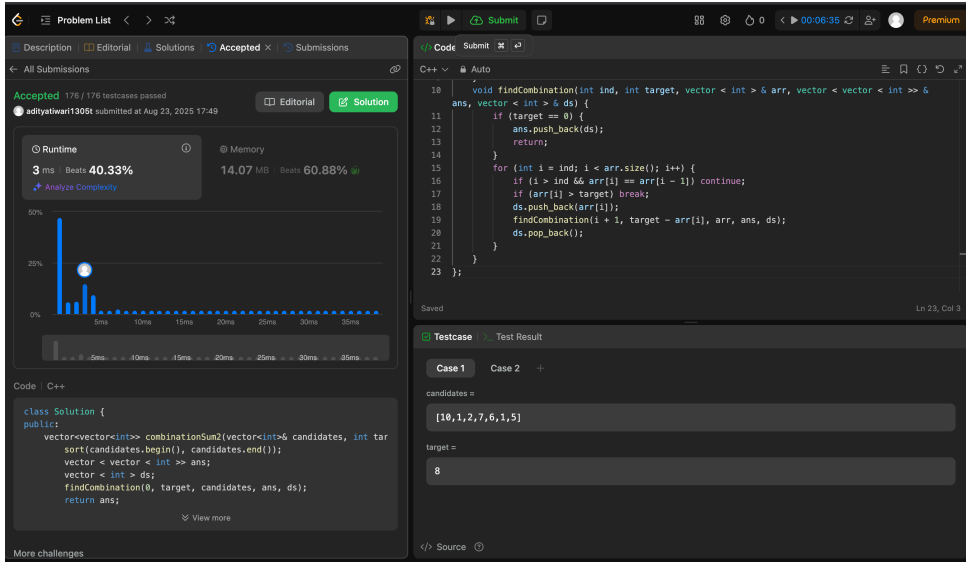 Problem List
Submit
0
00:06:35
Premium
Description | Editorial | Solutions | Accepted × | Submissions
← All Submissions
Accepted 176 / 176 testcases passed
adityatiwari1305t submitted at Aug 23, 2025 17:49
Editorial
Solution
Runtime
3 ms | Beats 40.33%
Analyze Complexity
Memory
14.07 MB | Beats 60.88%
50%
25%
0%
5ms 10ms 15ms 20ms 25ms 30ms 35ms
5ms 10ms 15ms 20ms 25ms 30ms 35ms
Code | C++
class Solution {
public:
vector<vector<int>> combinationSum2(vector<int>& candidates, int tar
sort(candidates.begin(), candidates.end());
vector < vector < int >> ans;
vector < int > ds;
findCombination(0, target, candidates, ans, ds);
return ans;
View more
More challenges
</> Code
Submit ⌘ ↵
C++ Auto
10 void findCombination(int ind, int target, vector < int > & arr, vector < vector < int >> &
ans, vector < int > & ds) {
11 if (target == 0) {
12 ans.push_back(ds);
13 return;
14 }
15 for (int i = ind; i < arr.size(); i++) {
16 if (i > ind && arr[i] == arr[i - 1]) continue;
17 if (arr[i] > target) break;
18 ds.push_back(arr[i]);
19 findCombination(i + 1, target - arr[i], arr, ans, ds);
20 ds.pop_back();
21 }
22 }
23 };
Saved
Ln 23, Col 3
Testcase | >_ Test Result
Case 1 Case 2 +
candidates =
[10,1,2,7,6,1,5]
target =
8
</> Source